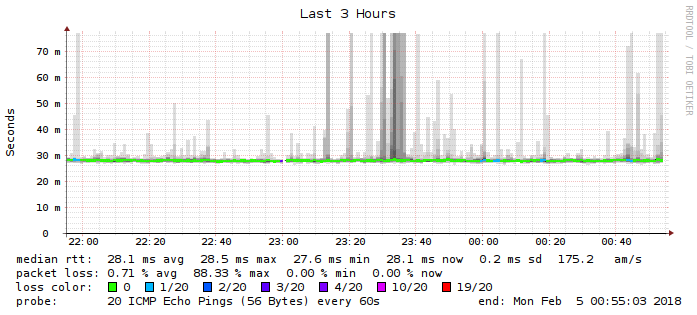 Last 3 Hours
RRDTOOL / TOBI OETIKER
Seconds
70 m
60 m
50 m
40 m
30 m
20 m
10 m
0
22:00 22:20 22:40 23:00 23:20 23:40 00:00 00:20 00:40
median rtt: 28.1 ms avg 28.5 ms max 27.6 ms min 28.1 ms now 0.2 ms sd 175.2 am/s
packet loss: 0.71 % avg 88.33 % max 0.00 % min 0.00 % now
loss color: 0 1/20 2/20 3/20 4/20 10/20 19/20
probe: 20 ICMP Echo Pings (56 Bytes) every 60s end: Mon Feb 5 00:55:03 2018